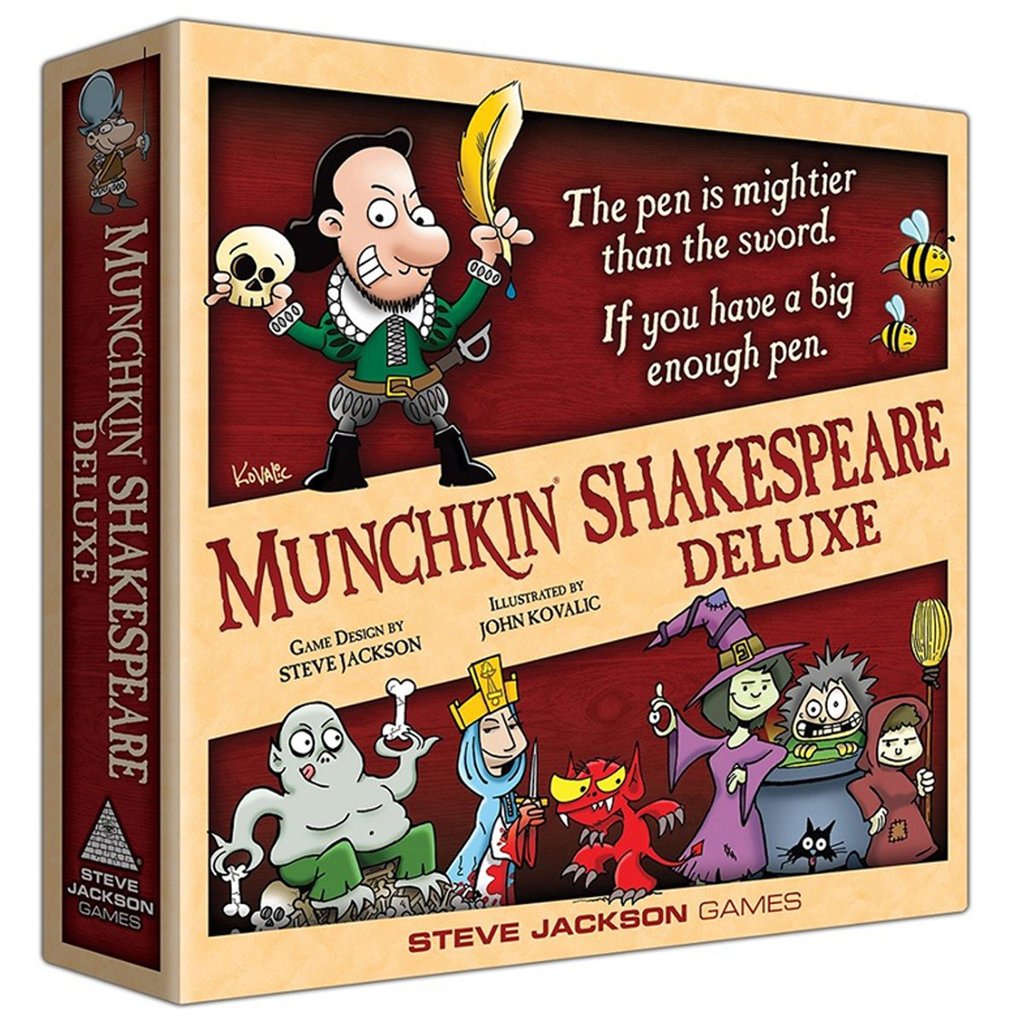 MUNCHKIN® SHAKESPEARE
DELUXE
STEVE
JACKSON
GAMES
®
The pen is mightier
than the sword.
If you have a big
enough pen.
KOVALIC
MUNCHKIN® SHAKESPEARE
DELUXE
GAME DESIGN BY
STEVE JACKSON
ILLUSTRATED BY
JOHN KOVALIC
STEVE JACKSON GAMES